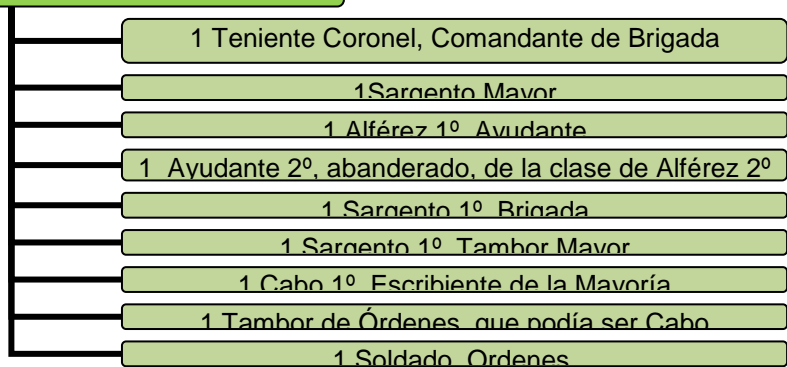 1 Teniente Coronel, Comandante de Brigada
1Sargento Mayor
1 Alférez 1º Ayudante
1 Ayudante 2º, abanderado, de la clase de Alférez 2º
1 Sargento 1º Brigada
1 Sargento 1º Tambor Mayor
1 Cabo 1º Escribiente de la Mayoría
1 Tambor de Órdenes, que podía ser Cabo
1 Soldado Ordenes